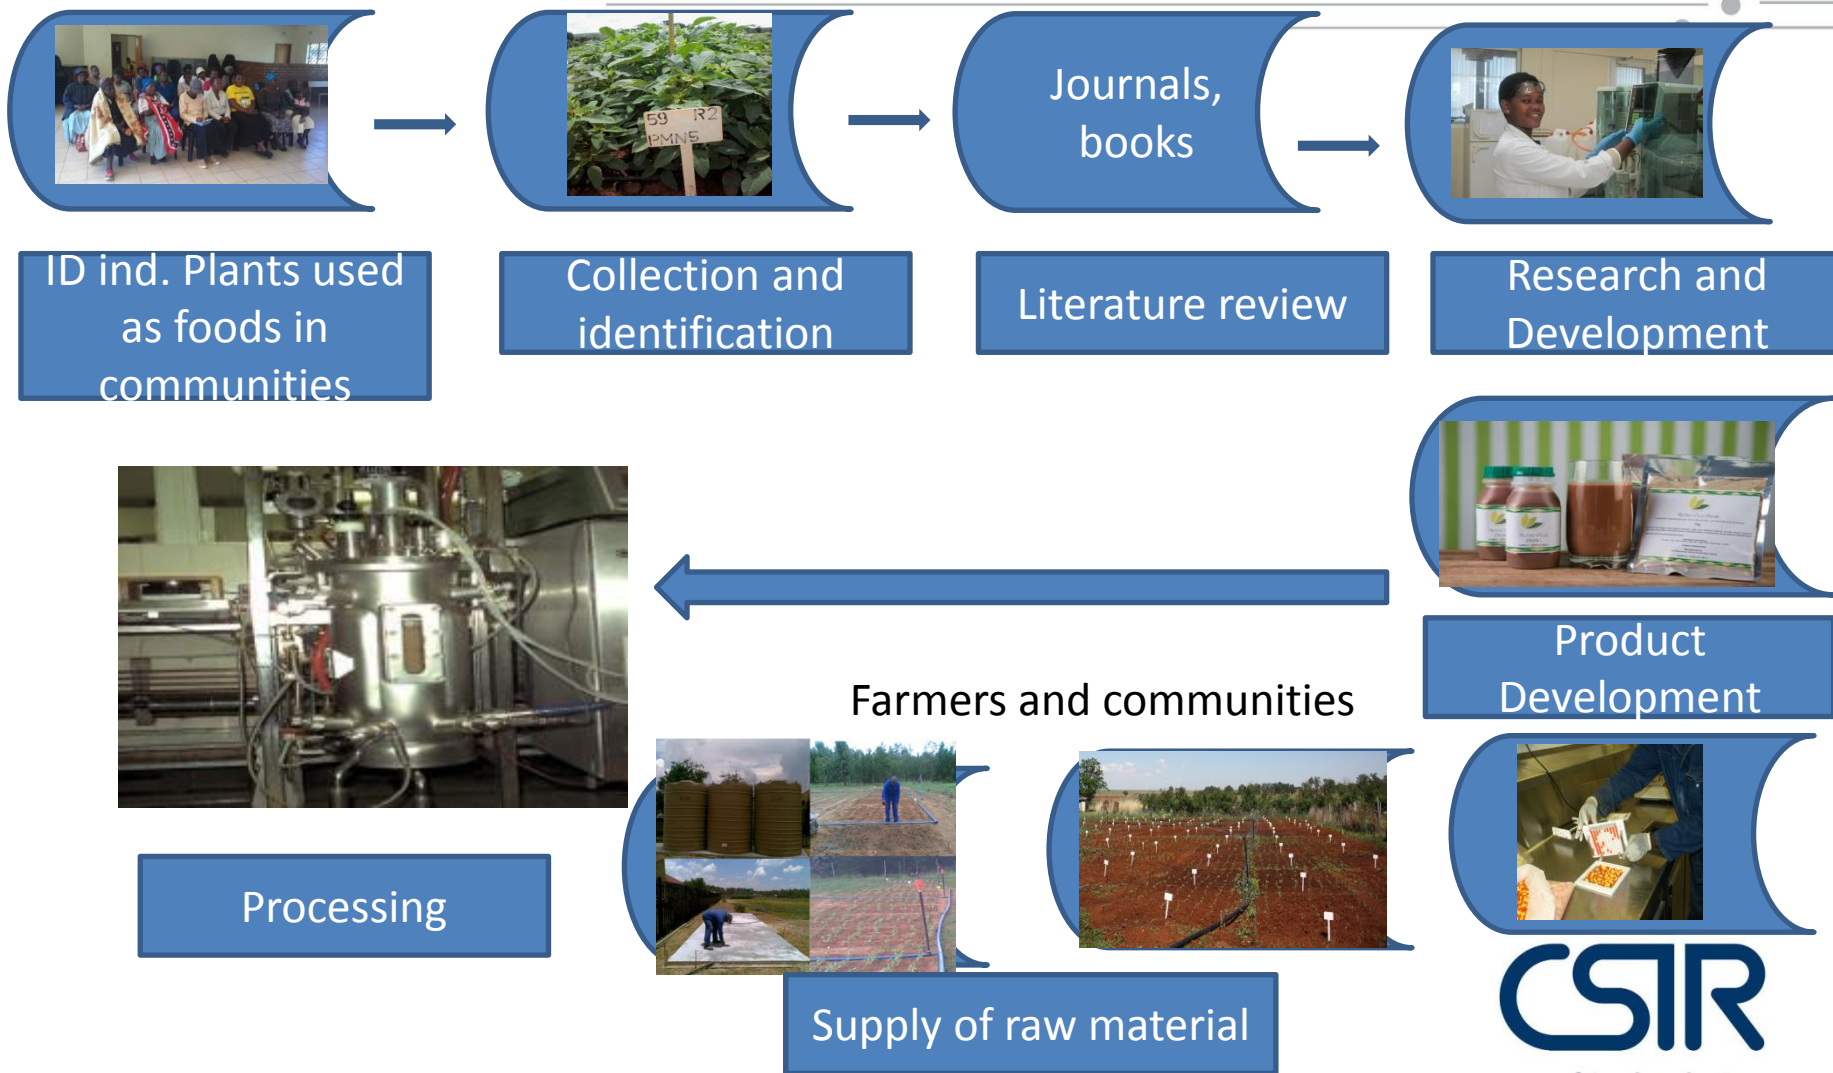 59 R2
PMN5
Journals,
books
ID ind. Plants used
as foods in
communities
Collection and
identification
Literature review
Research and
Development
Product
Development
Farmers and communities
Processing
Supply of raw material
CSIR